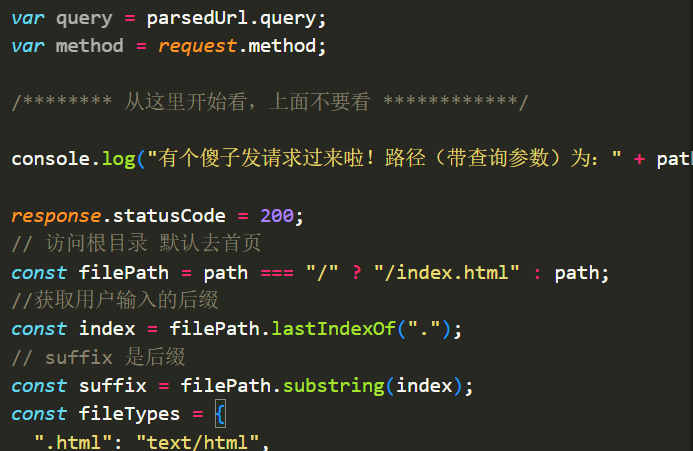 var query = parsedUrl.query;
var method = request.method;
/******** 从这里开始看，上面不要看 ************/
console.log("有个傻子发请求过来啦！路径（带查询参数）为：" + path
response.statusCode = 200;
// 访问根目录 默认去首页
const filePath = path === "/" ? "/index.html" : path;
//获取用户输入的后缀
const index = filePath.lastIndexOf(".");
// suffix 是后缀
const suffix = filePath.substring(index);
const fileTypes = {
".html": "text/html",